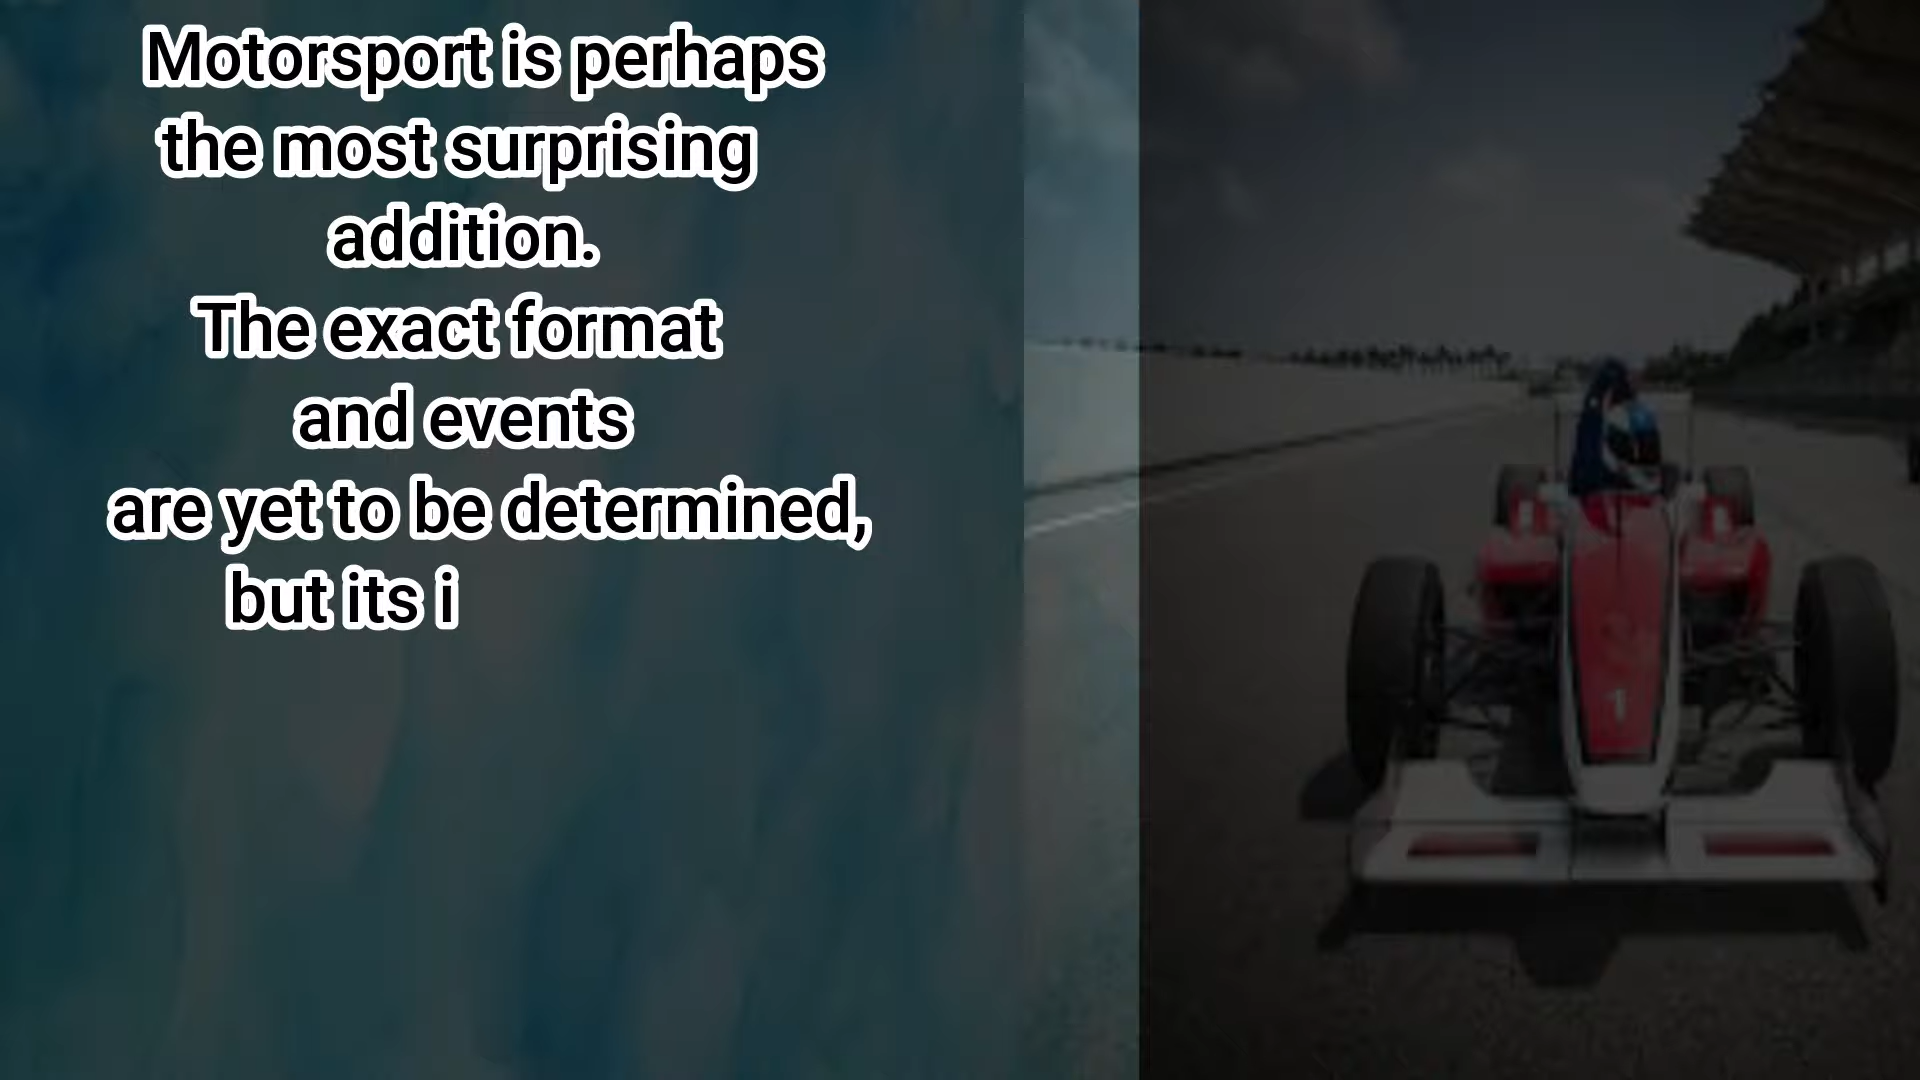 Motorsport is perhaps
the most surprising
addition.
The exact format
and events
are yet to be determined,
but its i
1